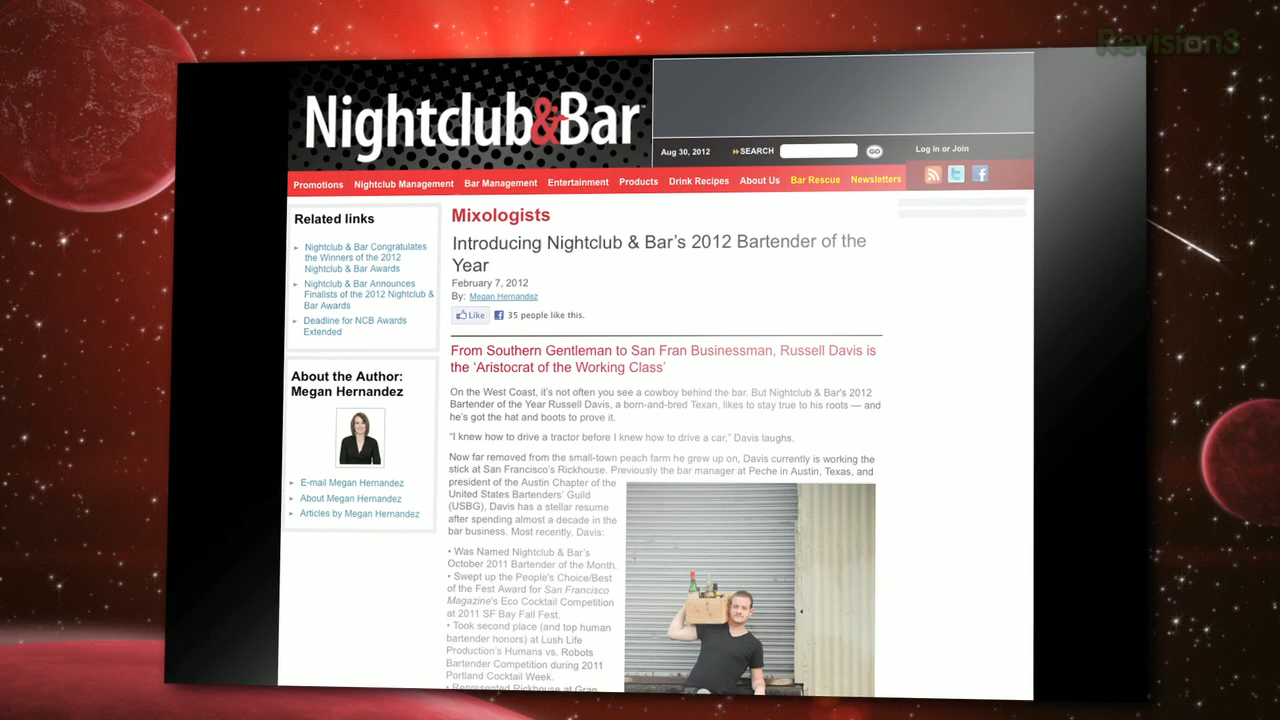 Revision3
Nightclub&Bar
Aug 30, 2012
SEARCH
GO
Log in or Join
Promotions Nightclub Management Bar Management Entertainment Products Drink Recipes About Us Bar Rescue Newsletters
Related links
Nightclub & Bar Congratulates
the Winners of the 2012
Nightclub & Bar Awards
Nightclub & Bar Announces
Finalists of the 2012 Nightclub &
Bar Awards
Deadline for NCB Awards
Extended
About the Author:
Megan Hernandez
E-mail Megan Hernandez
About Megan Hernandez
Articles by Megan Hernandez
Mixologists
Introducing Nightclub & Bar's 2012 Bartender of the
Year
February 7, 2012
By: Megan Hernandez
Like 35 people like this.
From Southern Gentleman to San Fran Businessman, Russell Davis is
the 'Aristocrat of the Working Class'
On the West Coast, it's not often you see a cowboy behind the bar. But Nightclub & Bar's 2012
Bartender of the Year Russell Davis, a born-and-bred Texan, likes to stay true to his roots — and
he's got the hat and boots to prove it.
"I knew how to drive a tractor before I knew how to drive a car," Davis laughs.
Now far removed from the small-town peach farm he grew up on, Davis currently is working the
stick at San Francisco's Rickhouse. Previously the bar manager at Peche in Austin, Texas, and
president of the Austin Chapter of the
United States Bartenders' Guild
(USBG), Davis has a stellar resume
after spending almost a decade in the
bar business. Most recently, Davis:
• Was Named Nightclub & Bar's
October 2011 Bartender of the Month.
• Swept up the People's Choice/Best
of the Fest Award for San Francisco
Magazine's Eco Cocktail Competition
at 2011 SF Bay Fall Fest.
• Took second place (and top human
bartender honors) at Lush Life
Production's Humans vs. Robots
Bartender Competition during 2011
Portland Cocktail Week.
• Represented Rickhouse at Gran